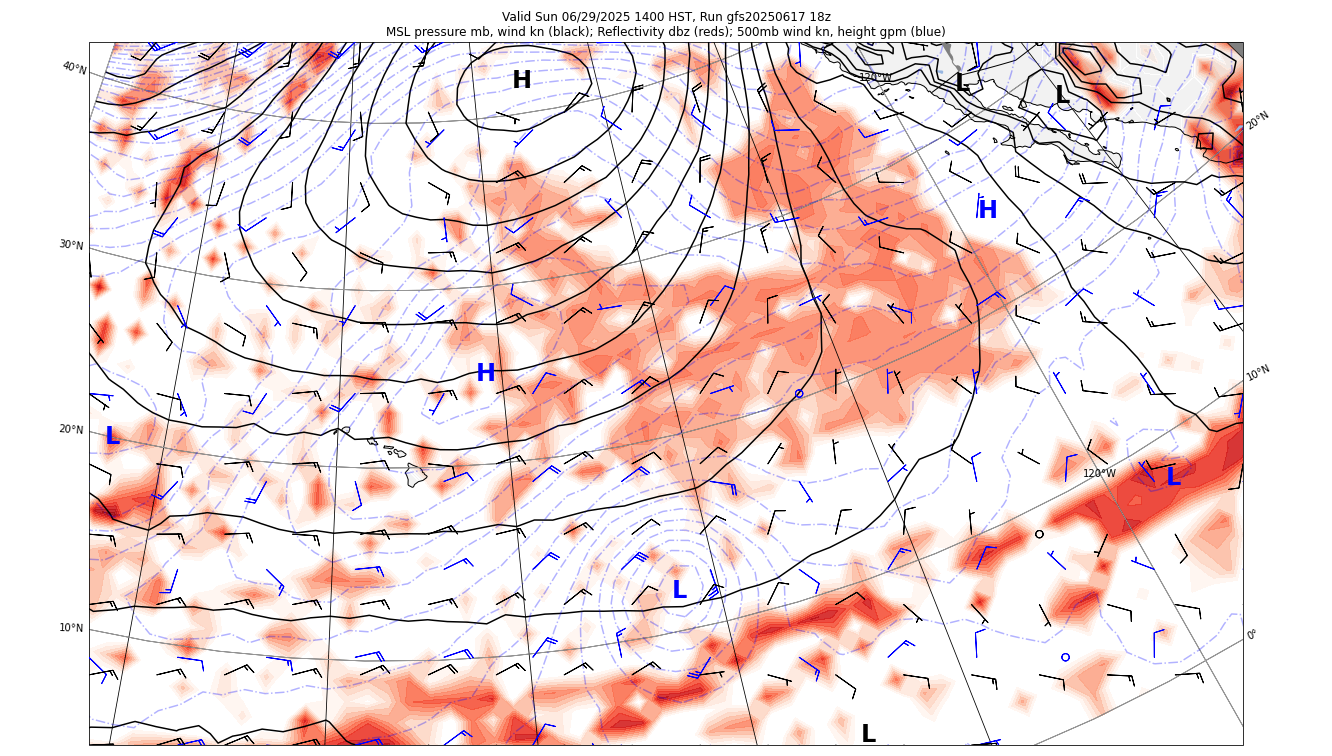 Valid Sun 06/29/2025 1400 HST, Run gfs20250617 18z
MSL pressure mb, wind kn (black); Reflectivity dbz (reds); 500mb wind kn, height gpm (blue)
40°N
H
120°W
L
L
20°N
H
30°N
H
10°N
20°N
L
120°W
L
L
10°N
0°
L